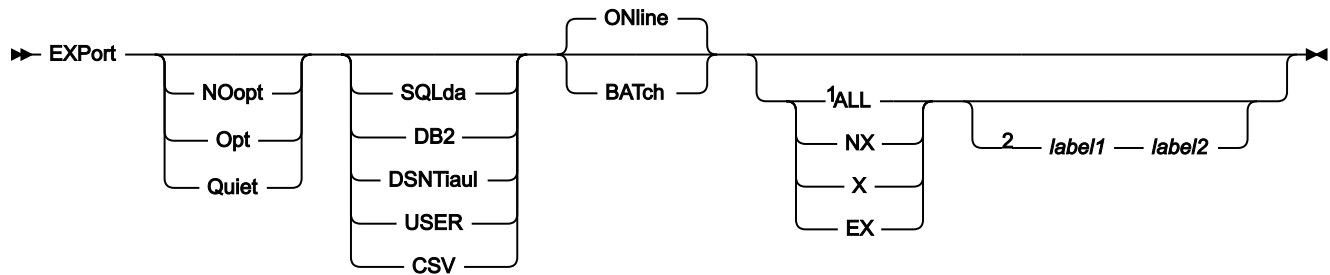 ONline
EXPort
NOopt
Opt
Quiet
SQLda
DB2
DSNTiaul
USER
CSV
BATch
1ALL
NX
X
EX
2 label1 label2